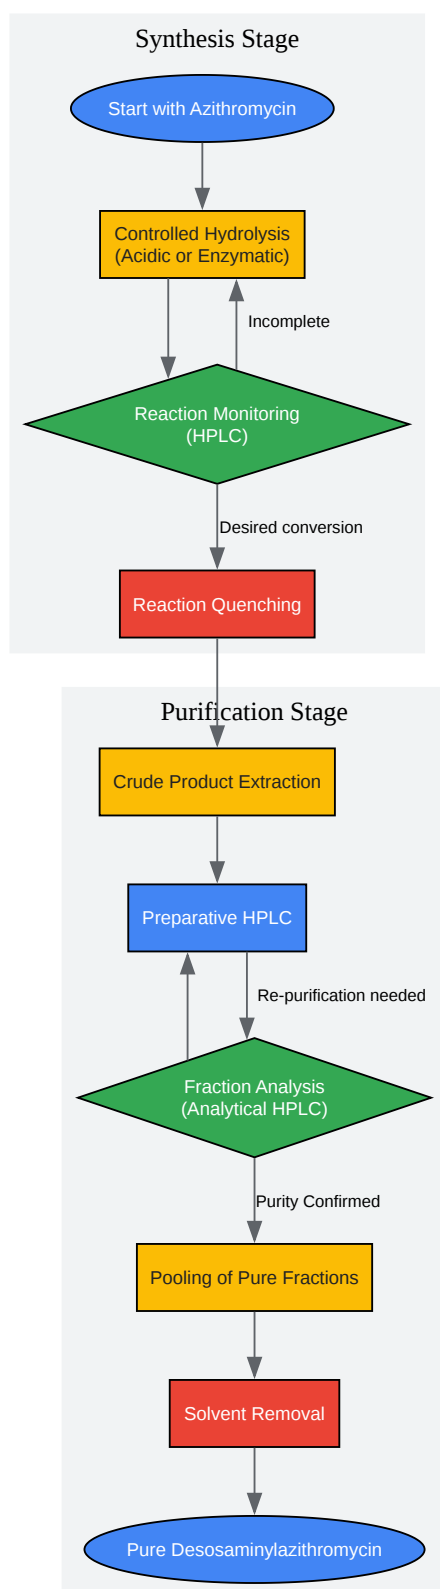 Synthesis Stage
Start with Azithromycin
Controlled Hydrolysis
(Acidic or Enzymatic)
Incomplete
Reaction Monitoring
(HPLC)
Desired conversion
Reaction Quenching
Purification Stage
Crude Product Extraction
Preparative HPLC
Re-purification needed
Fraction Analysis
(Analytical HPLC)
Purity Confirmed
Pooling of Pure Fractions
Solvent Removal
Pure Desosaminylazithromycin